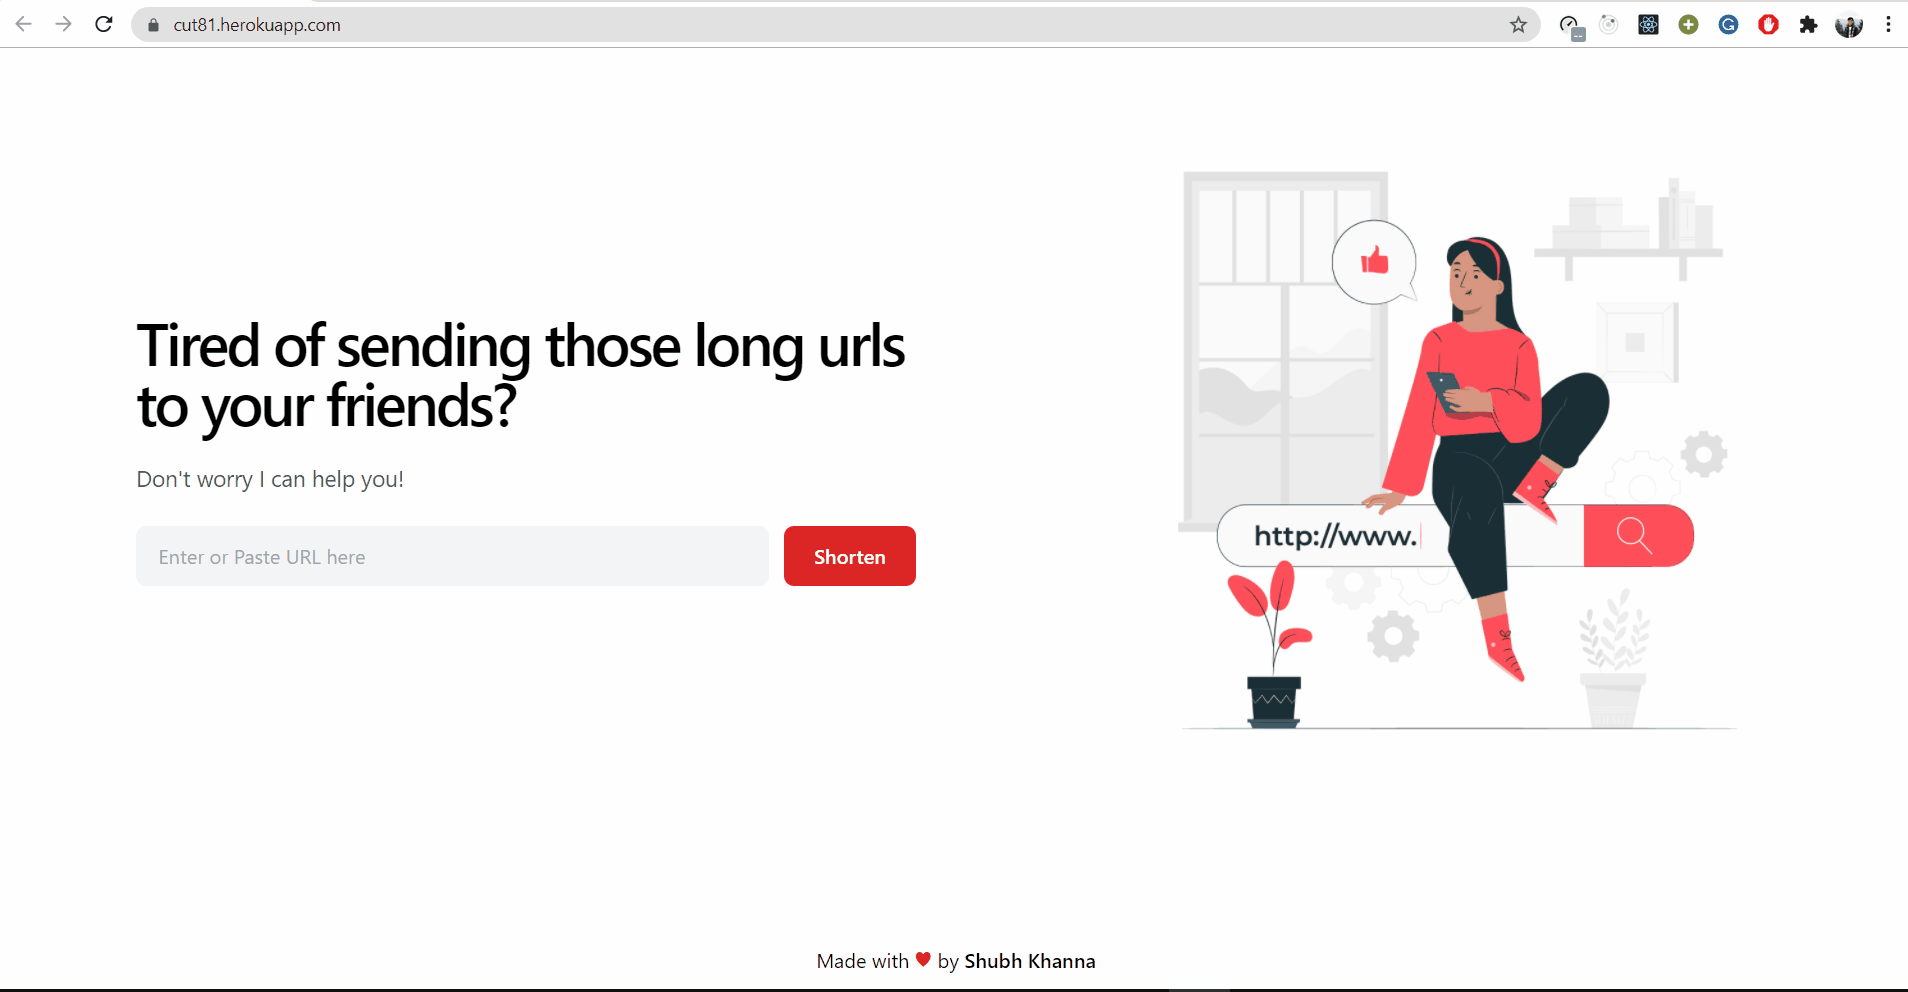 cut81.herokuapp.com
Tired of sending those long urls
to your friends?
Don't worry I can help you!
Enter or Paste URL here
Shorten
http://www.
Made with ❤ by Shubh Khanna